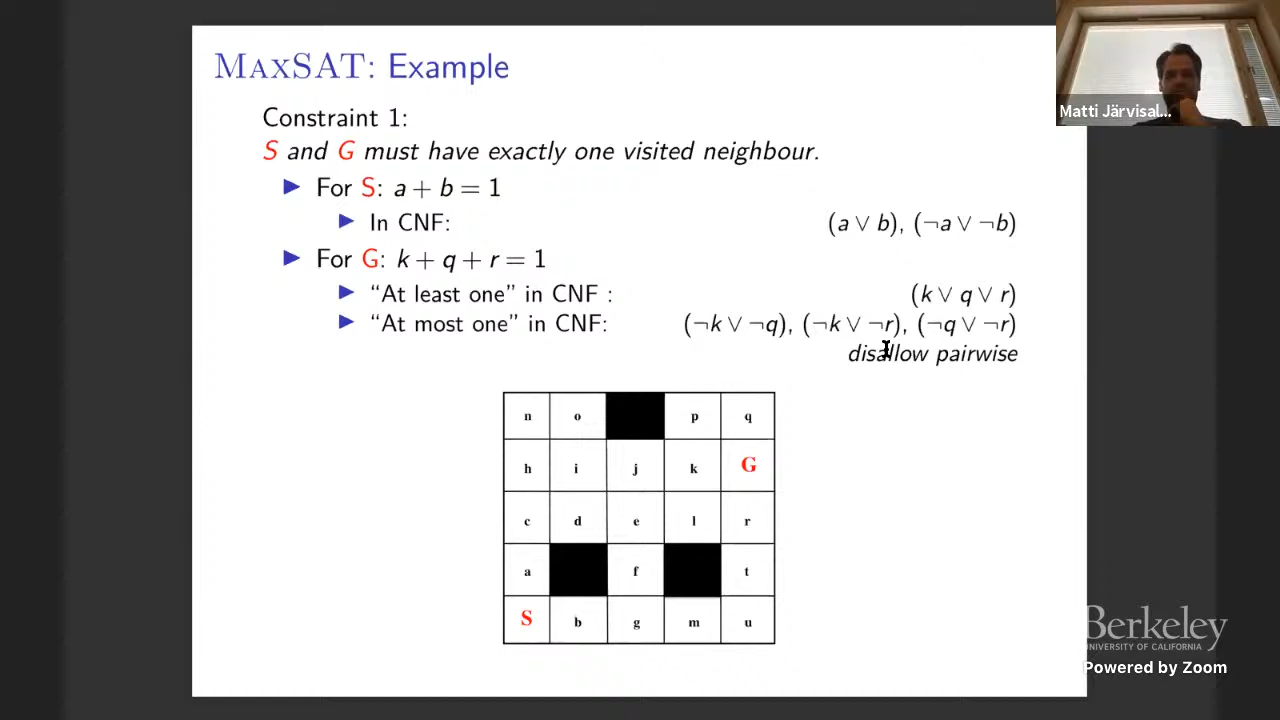 MaxSAT: Example
Matti Järvisal...
Constraint 1:
S and G must have exactly one visited neighbour.
▶ For S: a + b = 1
▶ In CNF: (a ∨ b), (¬a ∨ ¬b)
▶ For G: k + q + r = 1
▶ “At least one” in CNF : (k ∨ q ∨ r)
▶ “At most one” in CNF: (¬k ∨ ¬q), (¬k ∨ ¬r), (¬q ∨ ¬r)
disallow pairwise
n o p q
h i j k G
c d e l r
a f t
S b g m u
Berkeley
UNIVERSITY OF CALIFORNIA
Powered by Zoom